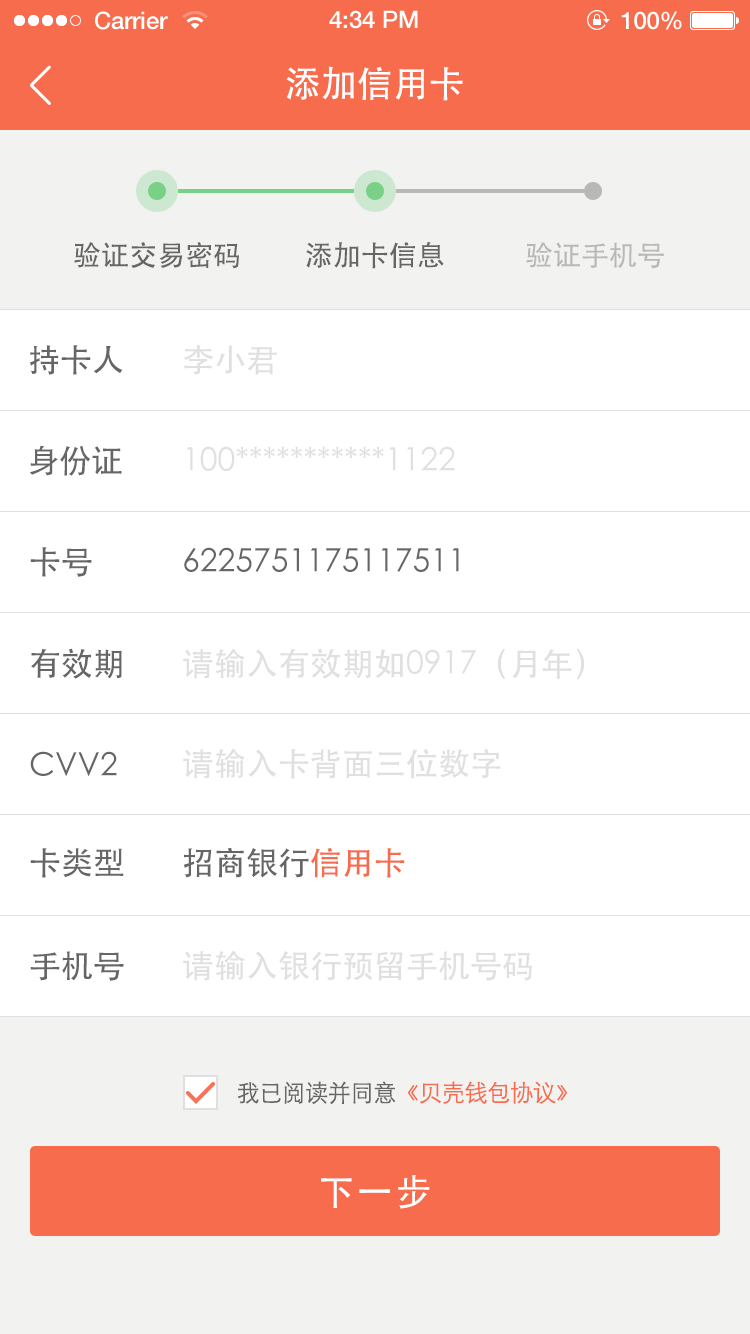 Carrier 4:34 PM 100%
添加信用卡
验证交易密码 添加卡信息 验证手机号
持卡人 李小君
身份证 100***********1122
卡号 6225751175117511
有效期 请输入有效期如0917（月年）
CVV2 请输入卡背面三位数字
卡类型 招商银行信用卡
手机号 请输入银行预留手机号码
我已阅读并同意《贝壳钱包协议》
下一步